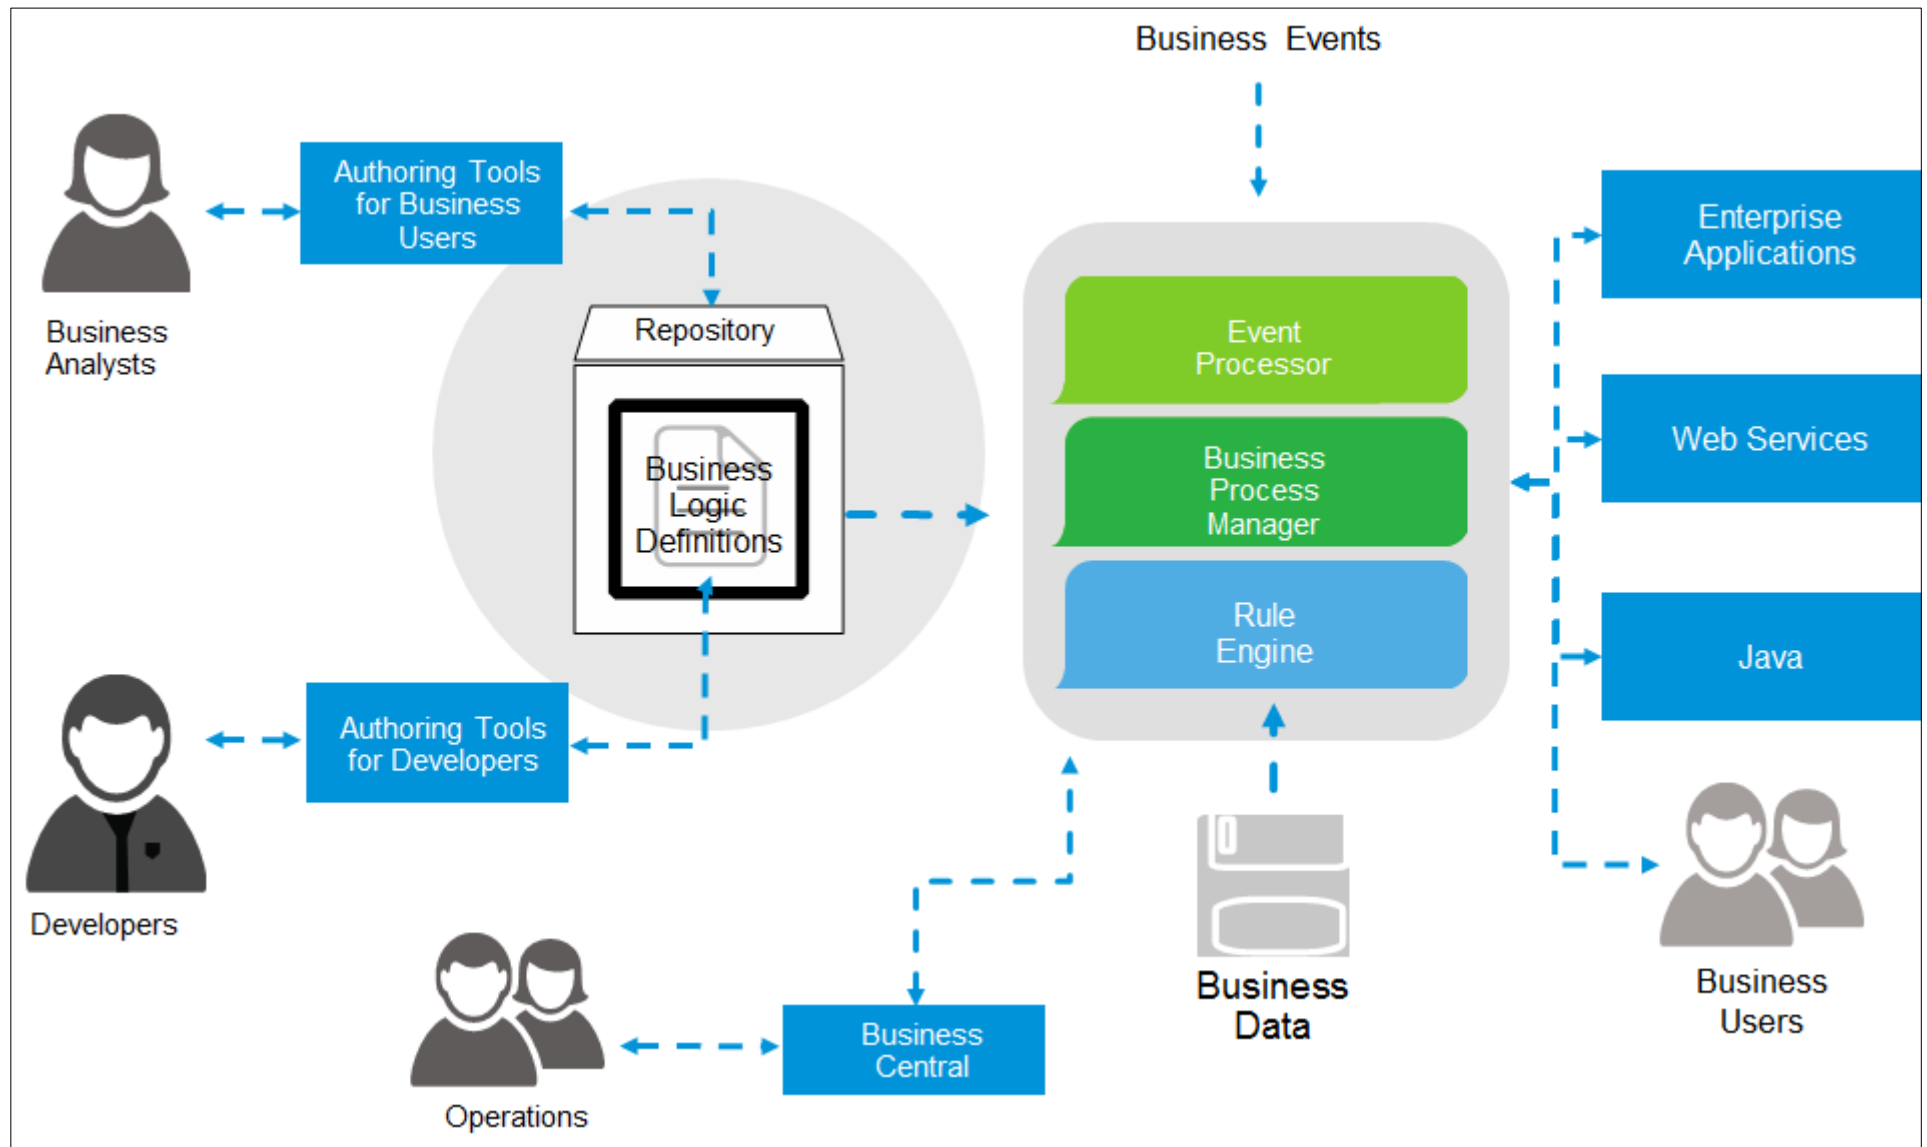 Business Events
Authoring Tools
for Business
Users
Business
Analysts
Repository
Business
Logic
Definitions
Authoring Tools
for Developers
Developers
Event
Processor
Business
Process
Manager
Rule
Engine
Enterprise
Applications
Web Services
Java
Business
Users
Business
Data
Business
Central
Operations